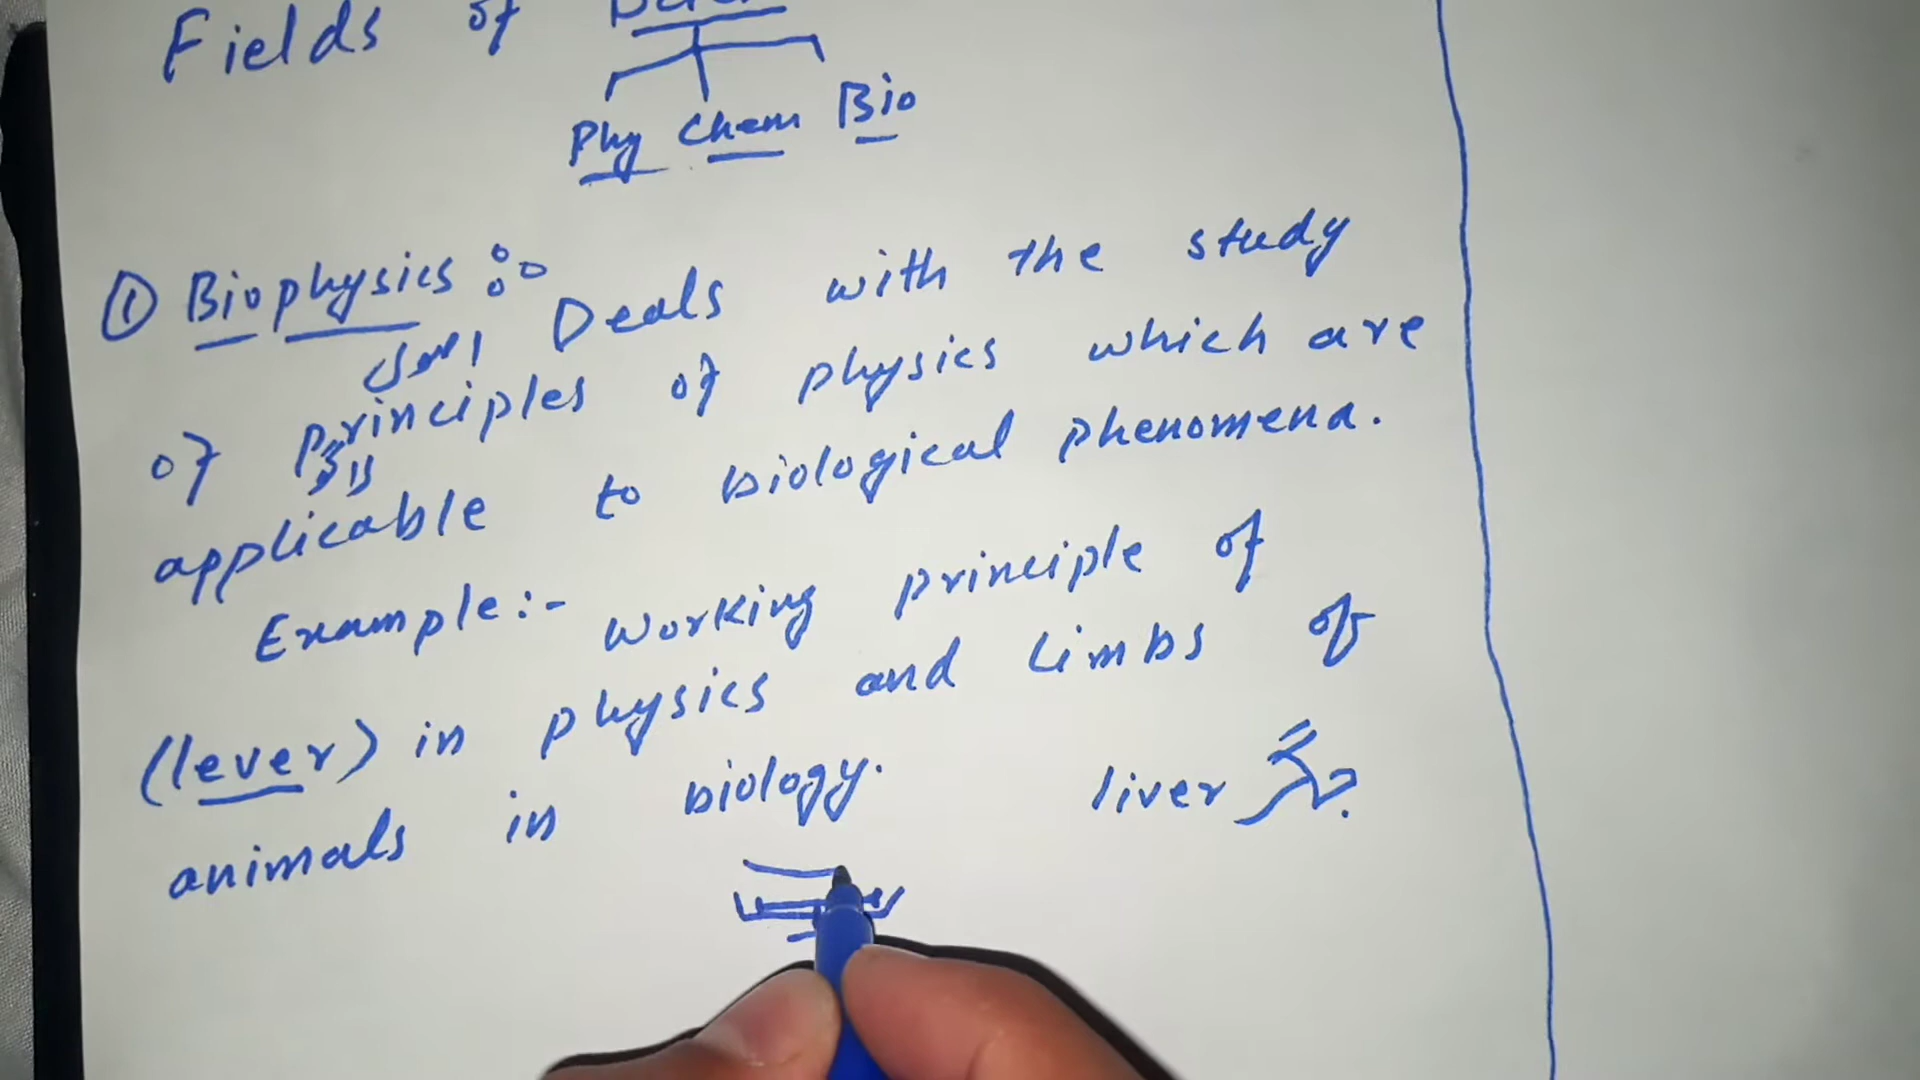 Fields of
Phy Chem Bio
① Biophysics :
Deals with the study
of principles of physics which are
applicable to biological phenomena.
Example:- Working principle of
(lever) in physics and limbs of
animals in biology.
liver